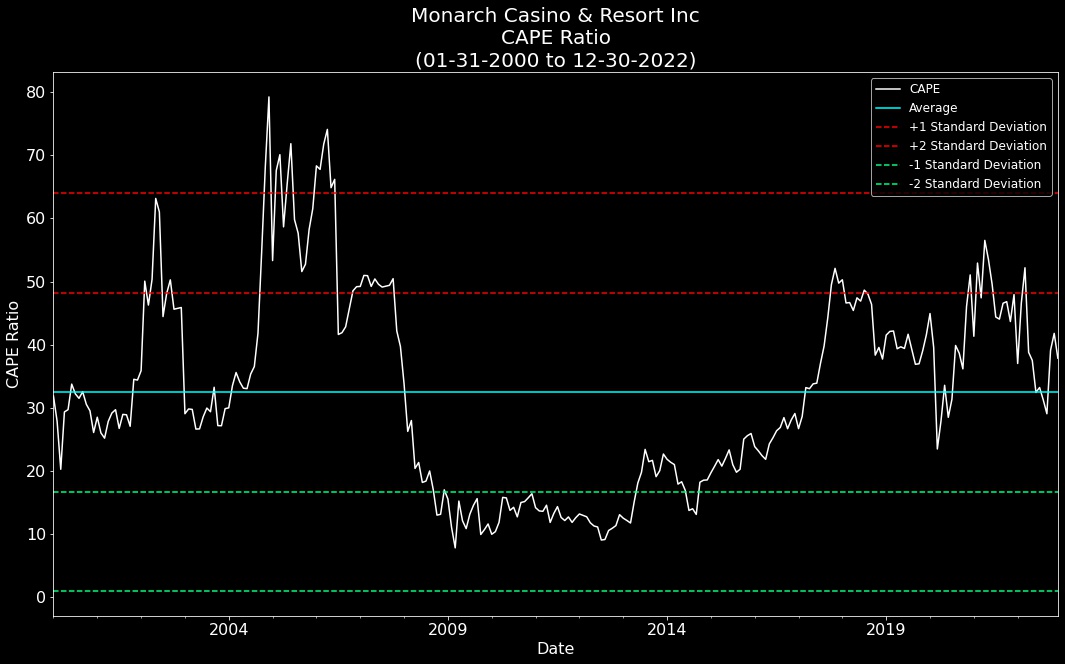 Monarch Casino & Resort Inc
CAPE Ratio
(01-31-2000 to 12-30-2022)
CAPE
Average
+1 Standard Deviation
+2 Standard Deviation
-1 Standard Deviation
-2 Standard Deviation
CAPE Ratio
80
70
60
50
40
30
20
10
0
2004
2009
2014
2019
Date